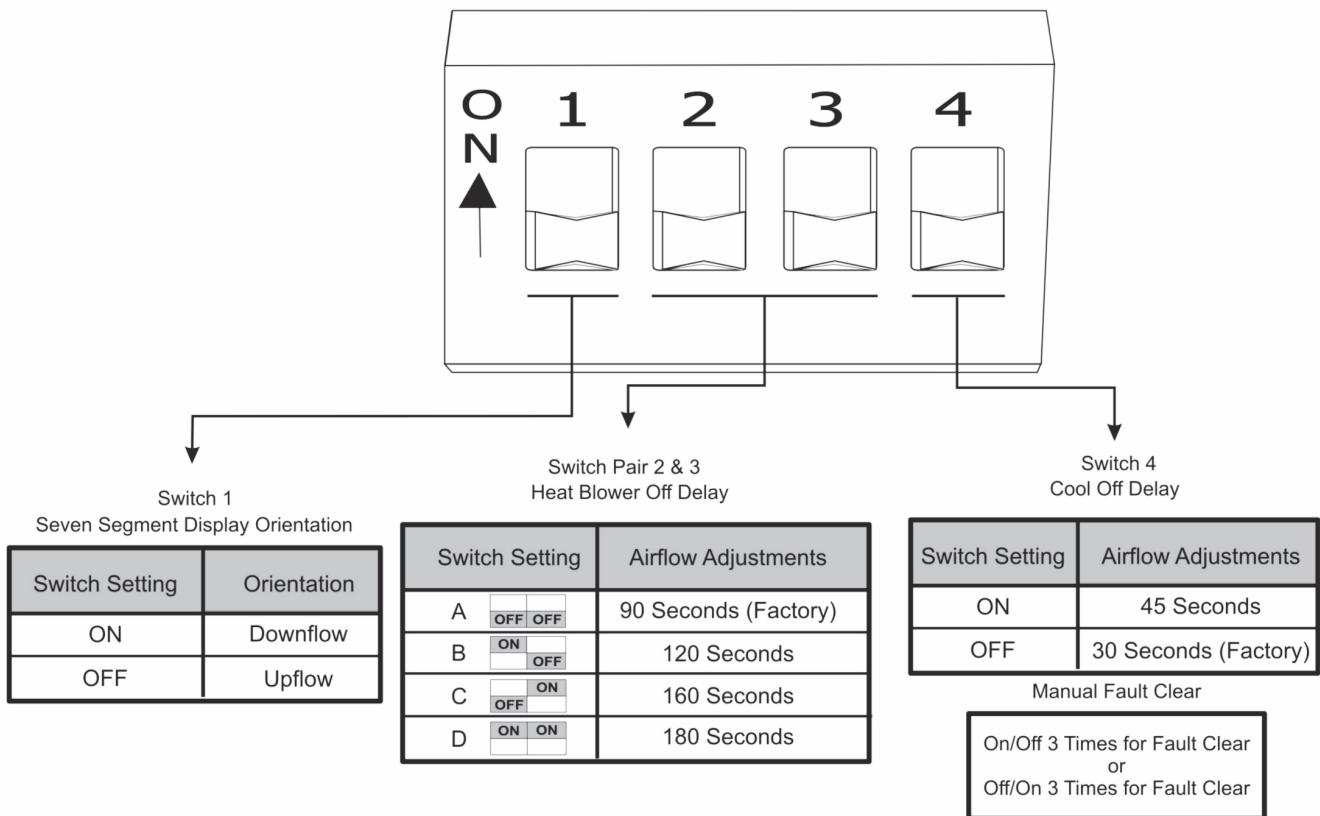 ON
1 2 3 4
Switch 1
Seven Segment Display Orientation
Switch Setting Orientation
ON Downflow
OFF Upflow
Switch Pair 2 & 3
Heat Blower Off Delay
Switch Setting Airflow Adjustments
A OFF OFF 90 Seconds (Factory)
B ON OFF 120 Seconds
C OFF ON 160 Seconds
D ON ON 180 Seconds
Switch 4
Cool Off Delay
Switch Setting Airflow Adjustments
ON 45 Seconds
OFF 30 Seconds (Factory)
Manual Fault Clear
On/Off 3 Times for Fault Clear
or
Off/On 3 Times for Fault Clear